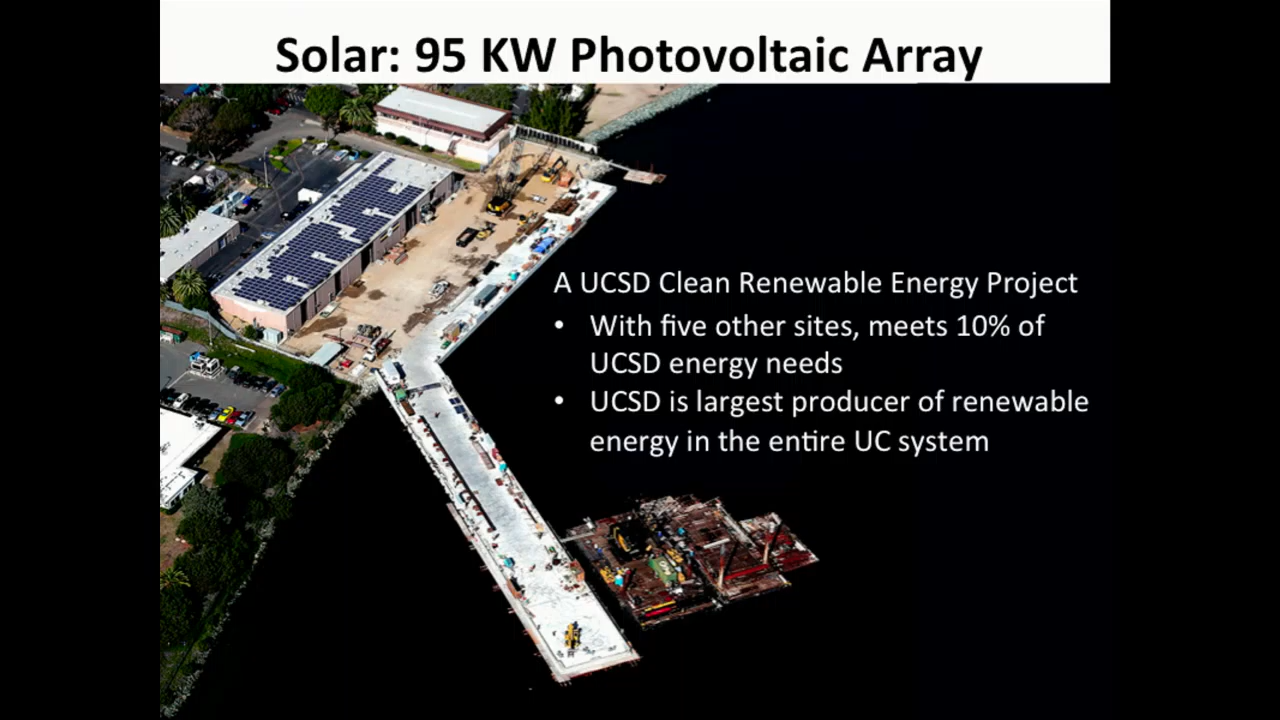 Solar: 95 KW Photovoltaic Array
A UCSD Clean Renewable Energy Project
• With five other sites, meets 10% of
UCSD energy needs
• UCSD is largest producer of renewable
energy in the entire UC system